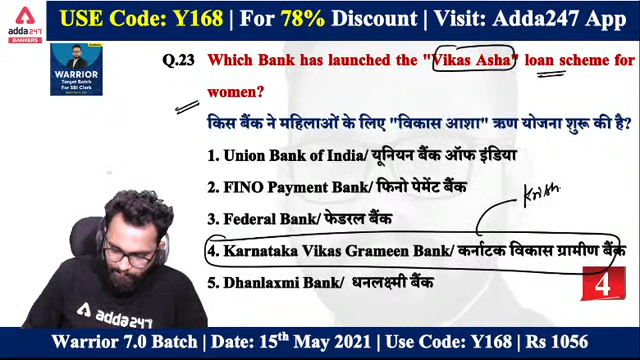 adda247
BANKERS
USE Code: Y168 | For 78% Discount | Visit: Adda247 App
WARRIOR
Target Batch
For SBI Clerk
Q.23 Which Bank has launched the "Vikas Asha" loan scheme for
women?
किस बैंक ने महिलाओं के लिए "विकास आशा" ऋण योजना शुरू की है?
1. Union Bank of India/ यूनियन बैंक ऑफ इंडिया
2. FINO Payment Bank/ फिनो पेमेंट बैंक
Krish
3. Federal Bank/ फेडरल बैंक
4. Karnataka Vikas Grameen Bank/ कर्नाटक विकास ग्रामीण बैंक
5. Dhanlaxmi Bank/ धनलक्ष्मी बैंक
4
adda247
Warrior 7.0 Batch | Date: 15th May 2021 | Use Code: Y168 | Rs 1056